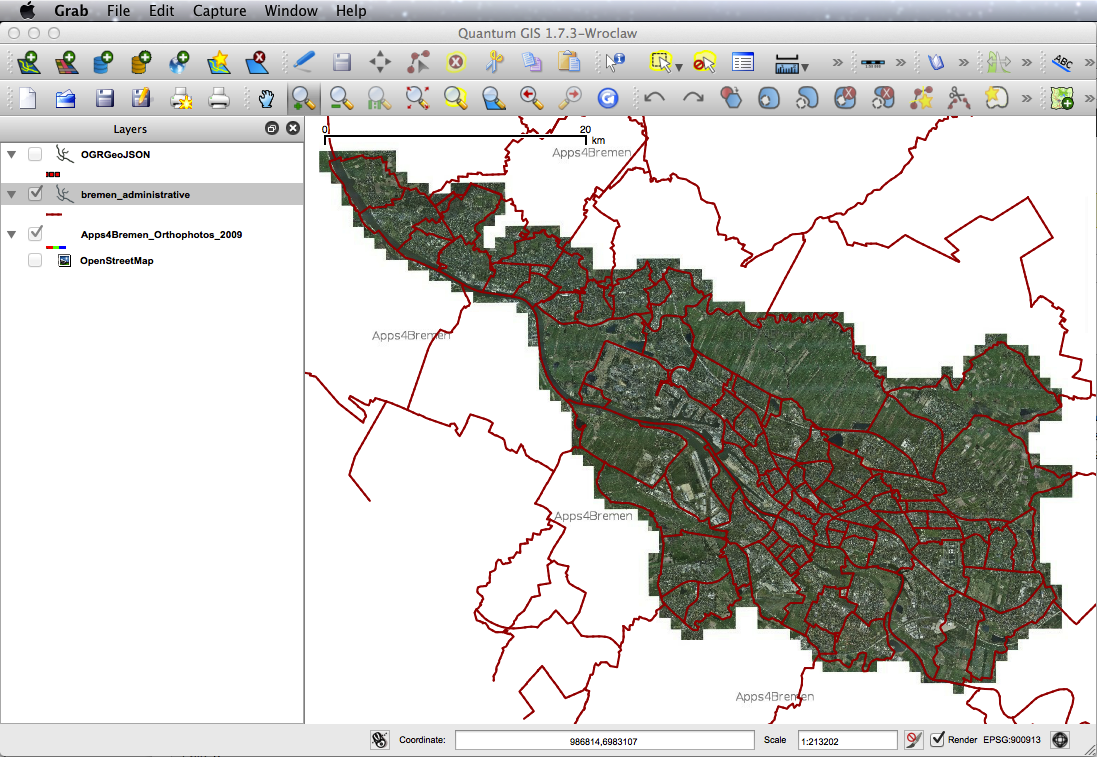 Grab File Edit Capture Window Help
Quantum GIS 1.7.3-Wroclaw
ABC
Layers
OGRGeoJSON
bremen_administrative
Apps4Bremen_Orthophotos_2009
OpenStreetMap
0 20
km
Apps4Bremen
Apps4Bremen
Apps4Bremen
Apps4Bremen
Coordinate: 986814,6983107 Scale 1:213202 Render EPSG:900913